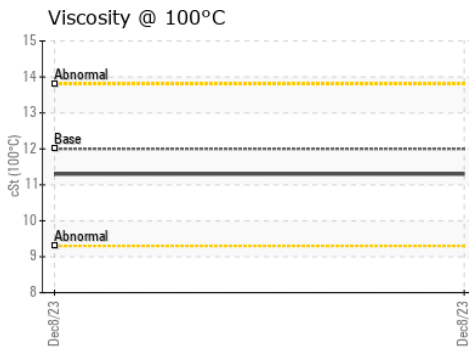 Viscosity @ 100°C
cSt (100°C)
15
14
13
12
11
10
9
8
Abnormal
Base
Abnormal
Dec8/23
Dec8/23